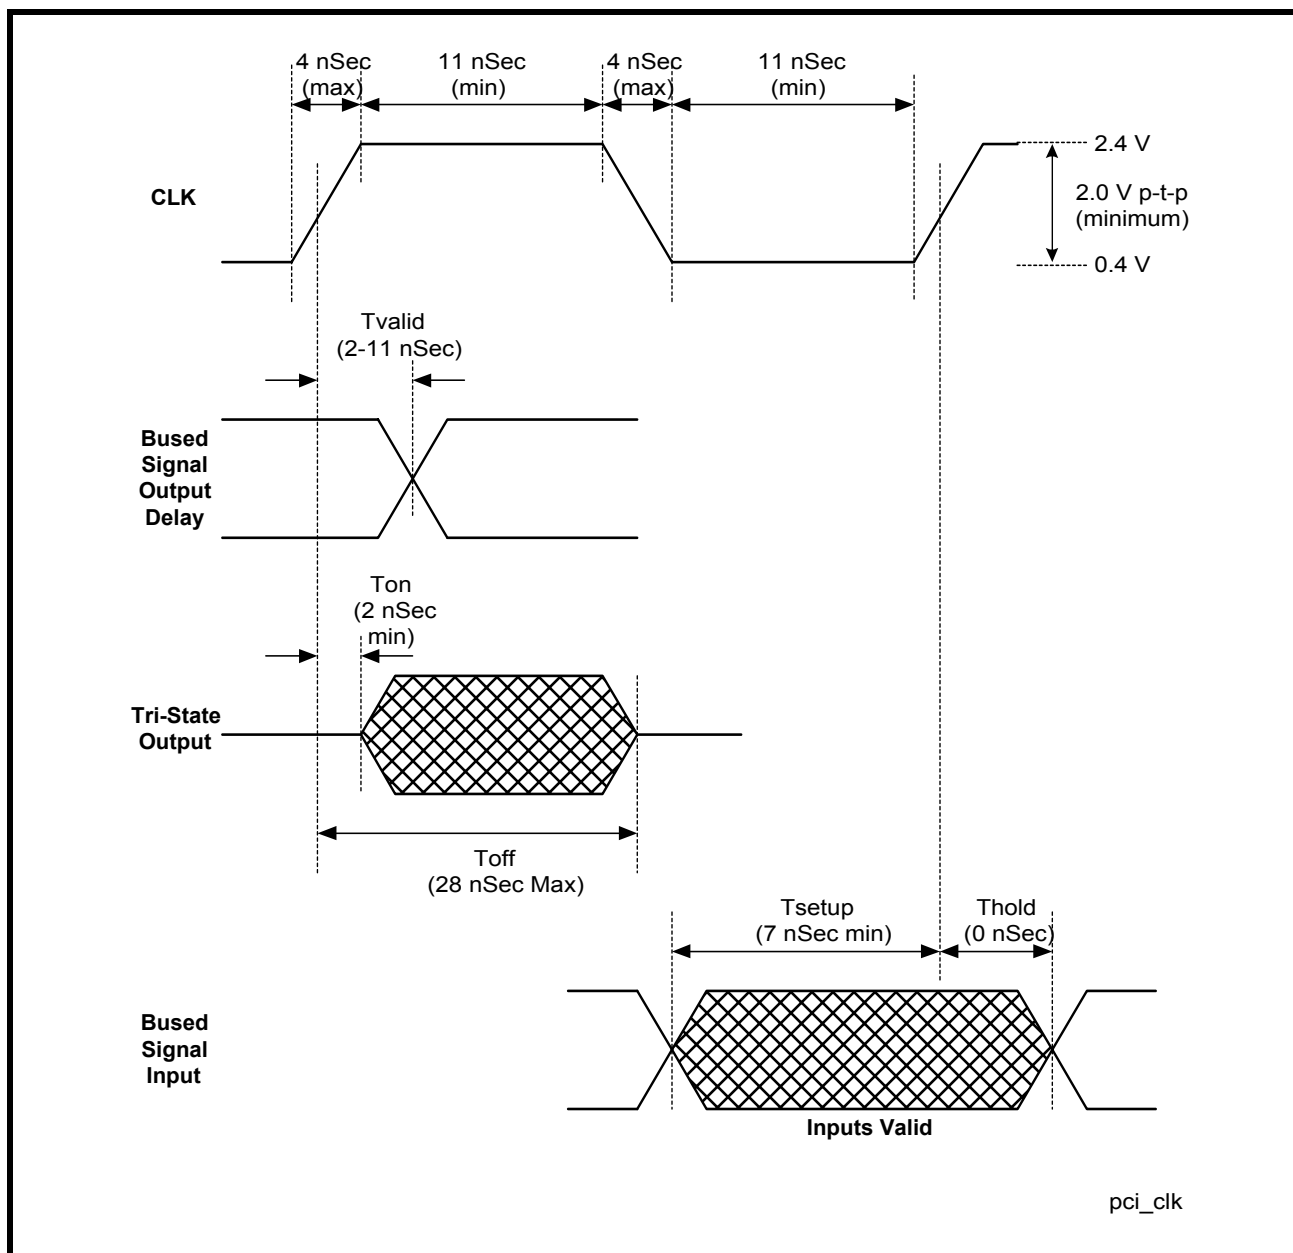 4 nSec
(max)
11 nSec
(min)
4 nSec
(max)
11 nSec
(min)
CLK
2.4 V
2.0 V p-t-p
(minimum)
0.4 V
Tvalid
(2-11 nSec)
Bused
Signal
Output
Delay
Ton
(2 nSec
min)
Tri-State
Output
Toff
(28 nSec Max)
Tsetup
(7 nSec min)
Thold
(0 nSec)
Bused
Signal
Input
Inputs Valid
pci_clk